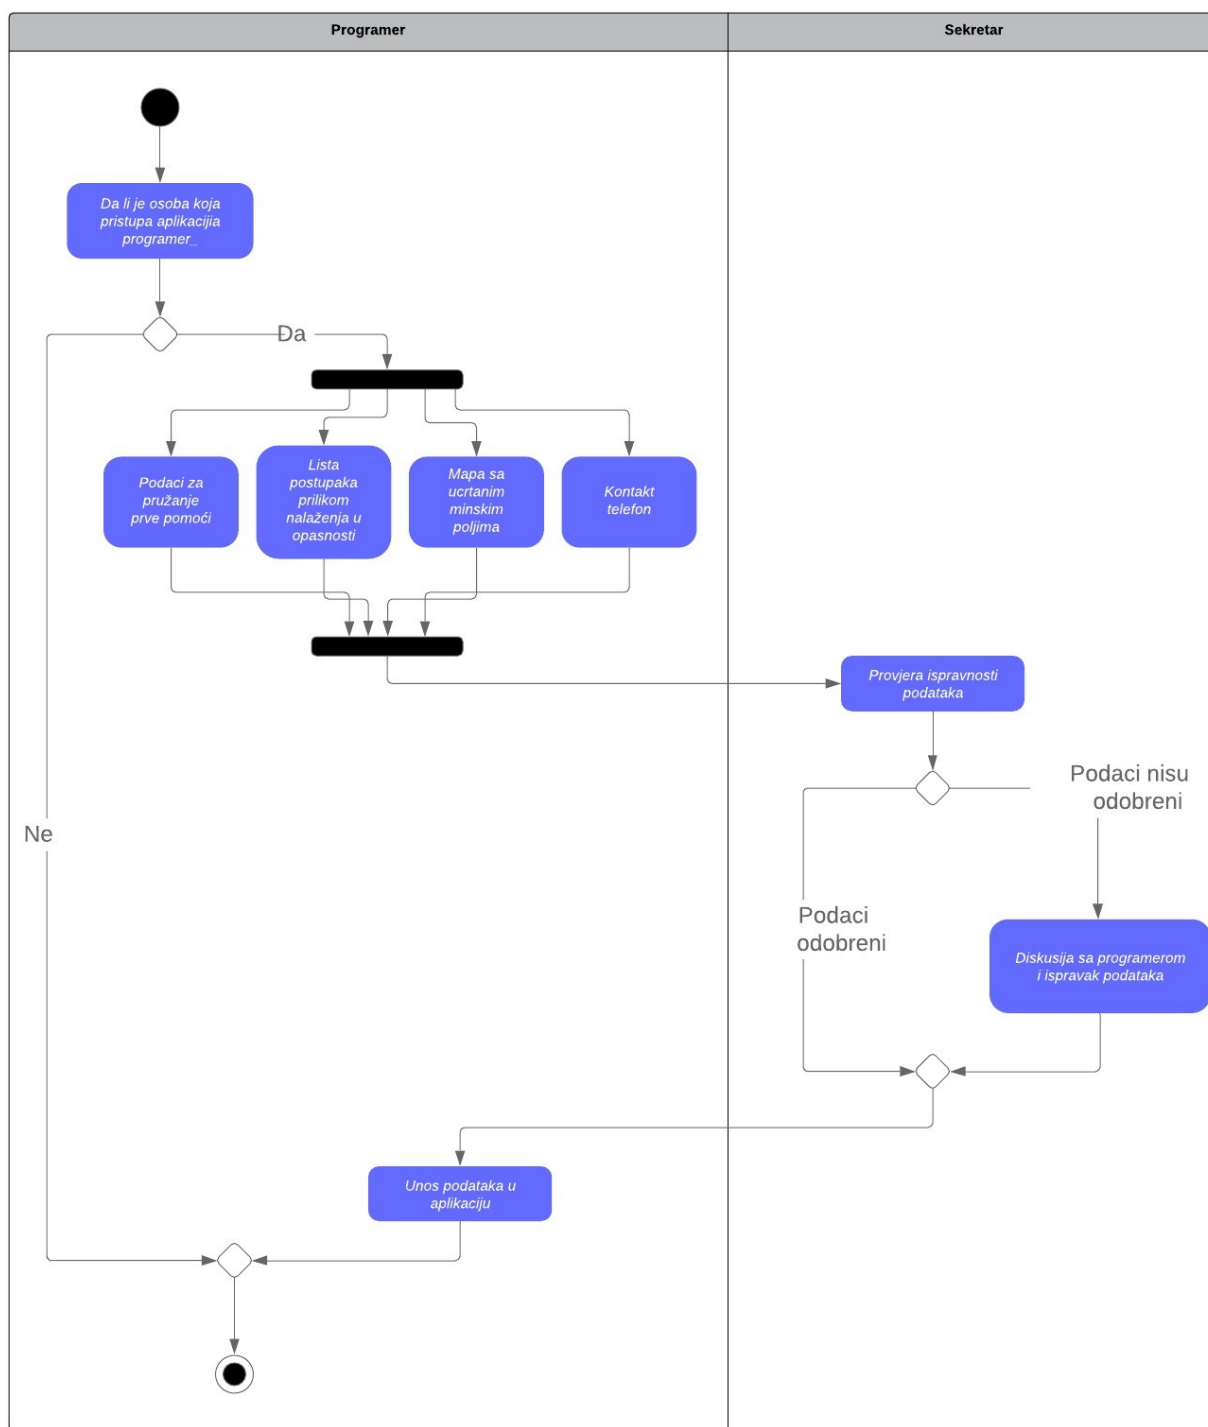 Programer
Sekretar
Da li je osoba koja
pristupa aplikacijia
programer_
Da
Podaci za
pružanje
prve pomoći
Lista
postupaka
prilikom
nalaženja u
opasnosti
Mapa sa
ucrtanim
minskim
poljima
Kontakt
telefon
Provjera ispravnosti
podataka
Podaci nisu
odobreni
Ne
Podaci
odobreni
Diskusija sa programerom
i ispravak podataka
Unos podataka u
aplikaciju